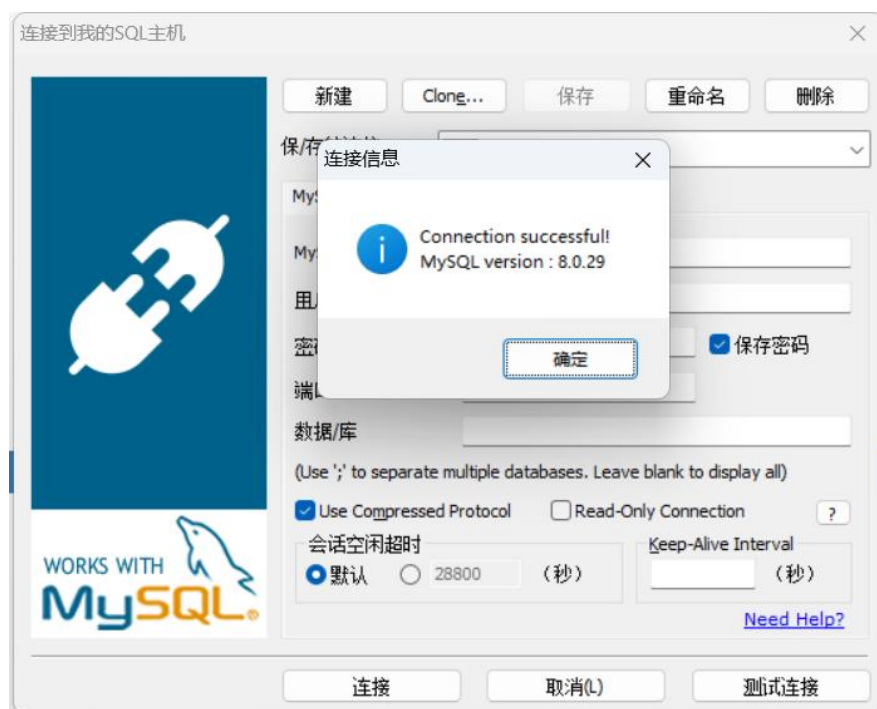 连接到我的SQL主机
新建 Clone... 保存 重命名 删除
保/存
连接信息
Connection successful!
MySQL version : 8.0.29
确定
保存密码
数据/库
(Use ';' to separate multiple databases. Leave blank to display all)
Use Compressed Protocol Read-Only Connection ?
会话空闲超时 Keep-Alive Interval
默认 28800 (秒) (秒)
Need Help?
WORKS WITH
MySQL®
连接 取消(L) 测试连接